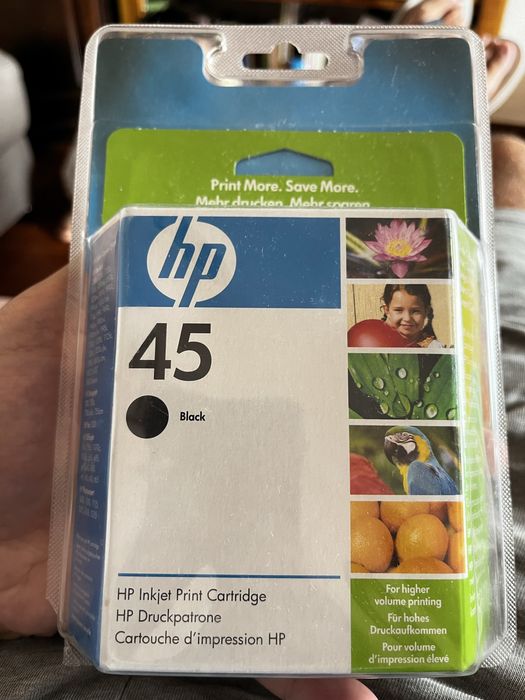 Print More. Save More.
Mehr drucken. Mehr sparen.
hp
45
Black
HP Inkjet Print Cartridge
HP Druckpatrone
Cartouche d'impression HP
For higher
volume printing
Für hohes
Druckaufkommen
Pour volume
d'impression élevé